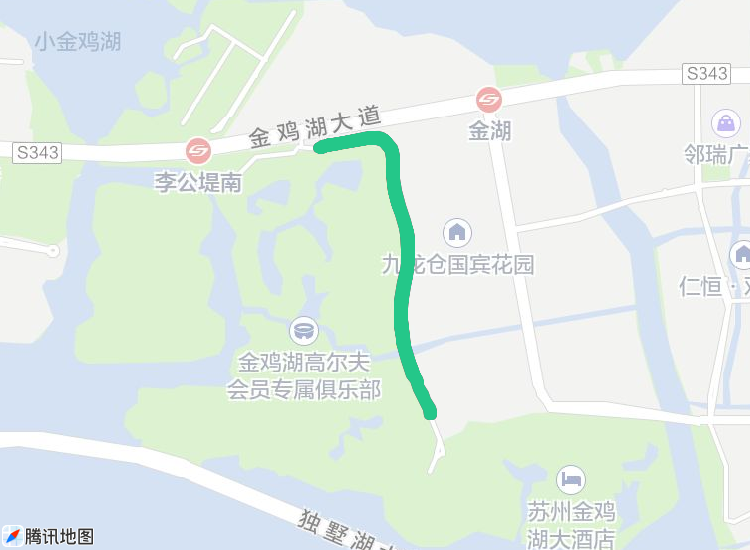 小金鸡湖
S343
金鸡湖大道
金湖
S343
李公堤南
邻瑞广
九龙仓国宾花园
仁恒·双
金鸡湖高尔夫
会员专属俱乐部
苏州金鸡
湖大酒店
独墅湖大
腾讯地图